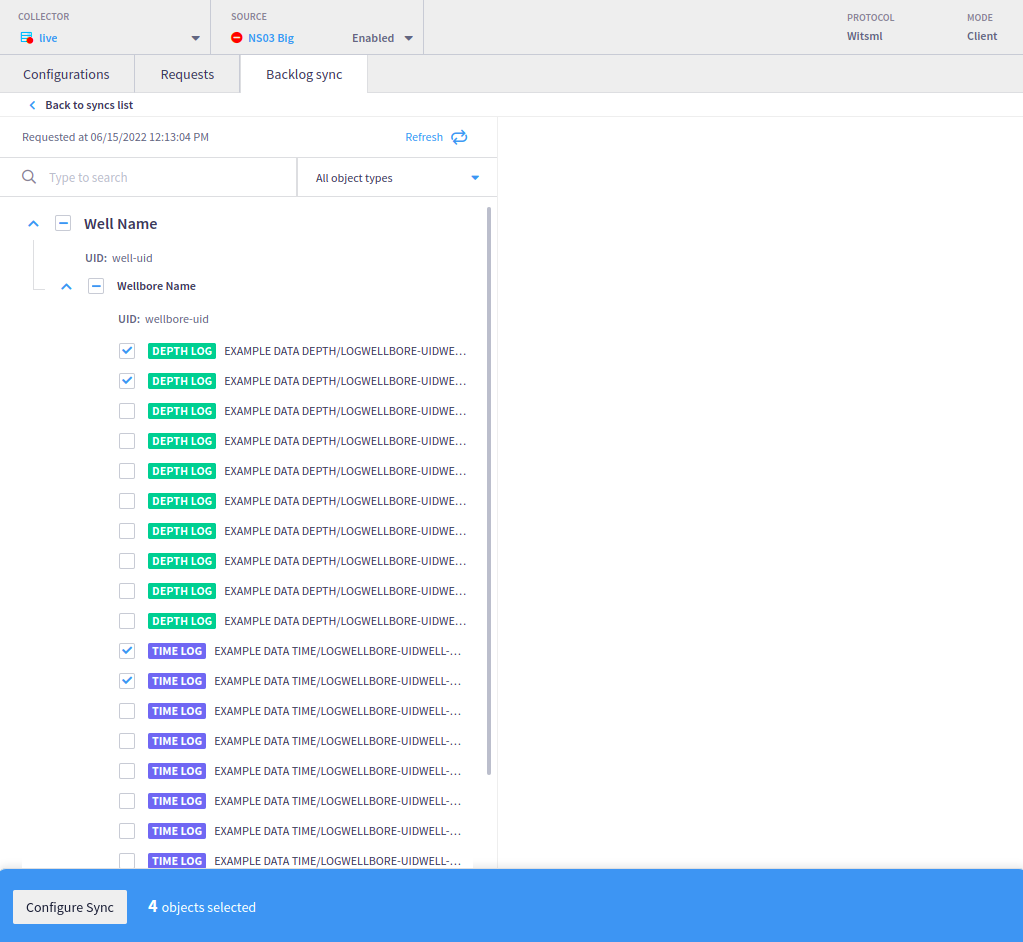 COLLECTOR
live
SOURCE
NS03 Big
Enabled
PROTOCOL
Witsml
MODE
Client
Configurations
Requests
Backlog sync
Back to syncs list
Requested at 06/15/2022 12:13:04 PM
Refresh
Type to search
All object types
Well Name
UID: well-uid
Wellbore Name
UID: wellbore-uid
DEPTH LOG EXAMPLE DATA DEPTH/LOGWELLBORE-UIDWE...
DEPTH LOG EXAMPLE DATA DEPTH/LOGWELLBORE-UIDWE...
DEPTH LOG EXAMPLE DATA DEPTH/LOGWELLBORE-UIDWE...
DEPTH LOG EXAMPLE DATA DEPTH/LOGWELLBORE-UIDWE...
DEPTH LOG EXAMPLE DATA DEPTH/LOGWELLBORE-UIDWE...
DEPTH LOG EXAMPLE DATA DEPTH/LOGWELLBORE-UIDWE...
DEPTH LOG EXAMPLE DATA DEPTH/LOGWELLBORE-UIDWE...
DEPTH LOG EXAMPLE DATA DEPTH/LOGWELLBORE-UIDWE...
DEPTH LOG EXAMPLE DATA DEPTH/LOGWELLBORE-UIDWE...
DEPTH LOG EXAMPLE DATA DEPTH/LOGWELLBORE-UIDWE...
TIME LOG EXAMPLE DATA TIME/LOGWELLBORE-UIDWELL-...
TIME LOG EXAMPLE DATA TIME/LOGWELLBORE-UIDWELL-...
TIME LOG EXAMPLE DATA TIME/LOGWELLBORE-UIDWELL-...
TIME LOG EXAMPLE DATA TIME/LOGWELLBORE-UIDWELL-...
TIME LOG EXAMPLE DATA TIME/LOGWELLBORE-UIDWELL-...
TIME LOG EXAMPLE DATA TIME/LOGWELLBORE-UIDWELL-...
TIME LOG EXAMPLE DATA TIME/LOGWELLBORE-UIDWELL-...
TIME LOG EXAMPLE DATA TIME/LOGWELLBORE-UIDWELL-...
Configure Sync
4 objects selected